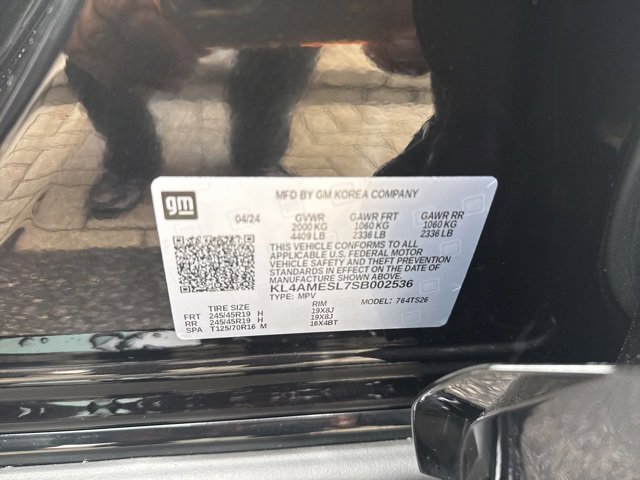 gm
MFD BY GM KOREA COMPANY
04/24 GVWR GAWR FRT GAWR RR
2000 KG 1060 KG 1060 KG
4409 LB 2336 LB 2336 LB
THIS VEHICLE CONFORMS TO ALL
APPLICABLE U.S. FEDERAL MOTOR
VEHICLE SAFETY STANDARDS IN
EFFECT ON THE DATE OF
MANUFACTURE SHOWN ABOVE.
KL4AMESL7SB002536
TYPE: MPV MODEL: 764TS26
TIRE SIZE RIM
FRT 245/45R19 H 19X8J
RR 245/45R19 H 19X8J
SPA T125/70R16 M 16X4BT